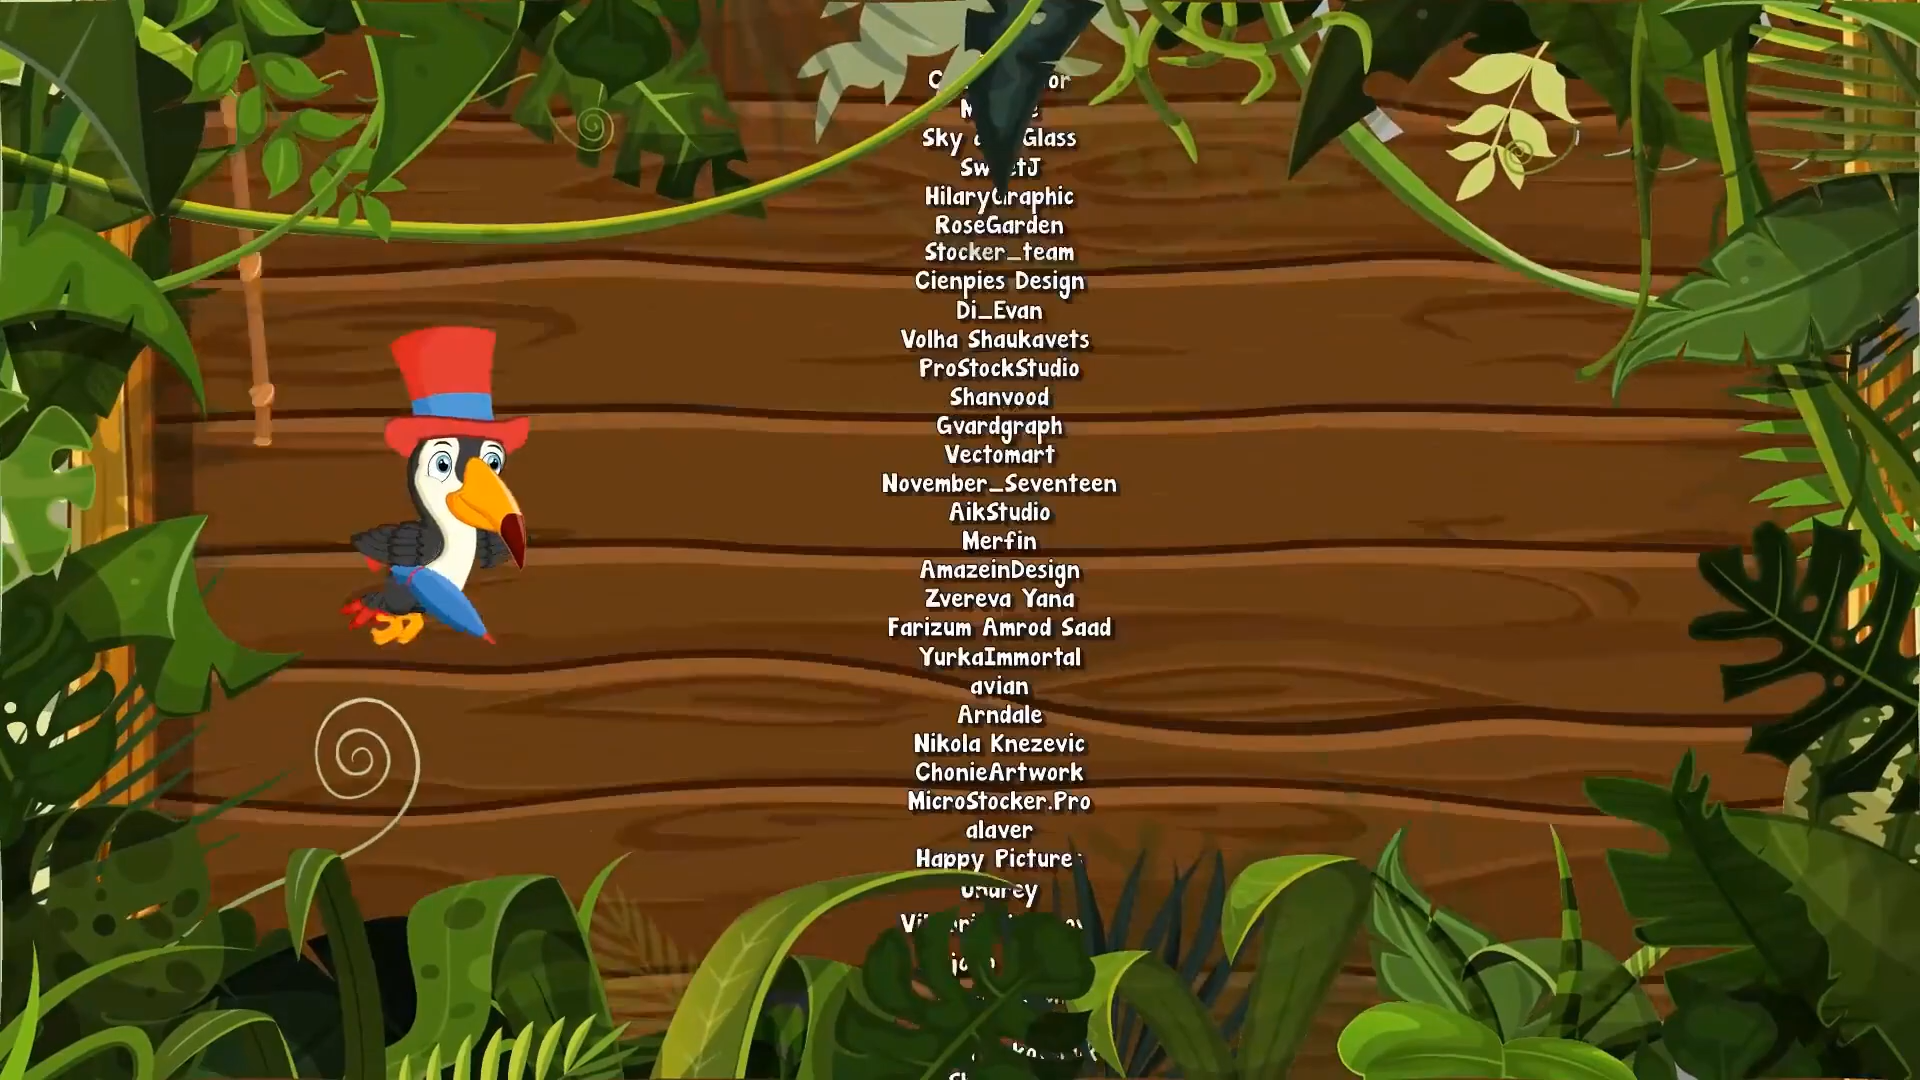 Sky Glass
SweetJ
HilaryGraphic
RoseGarden
Stocker_team
Cienpies Design
Di_Evan
Volha Shaukavets
ProStockStudio
Shanvood
Gvardgraph
Vectomart
November_Seventeen
AikStudio
Merfin
AmazeinDesign
Zvereva Yana
Farizum Amrod Saad
YurkaImmortal
avian
Arndale
Nikola Knezevic
ChonieArtwork
MicroStocker.Pro
alaver
Happy Picture